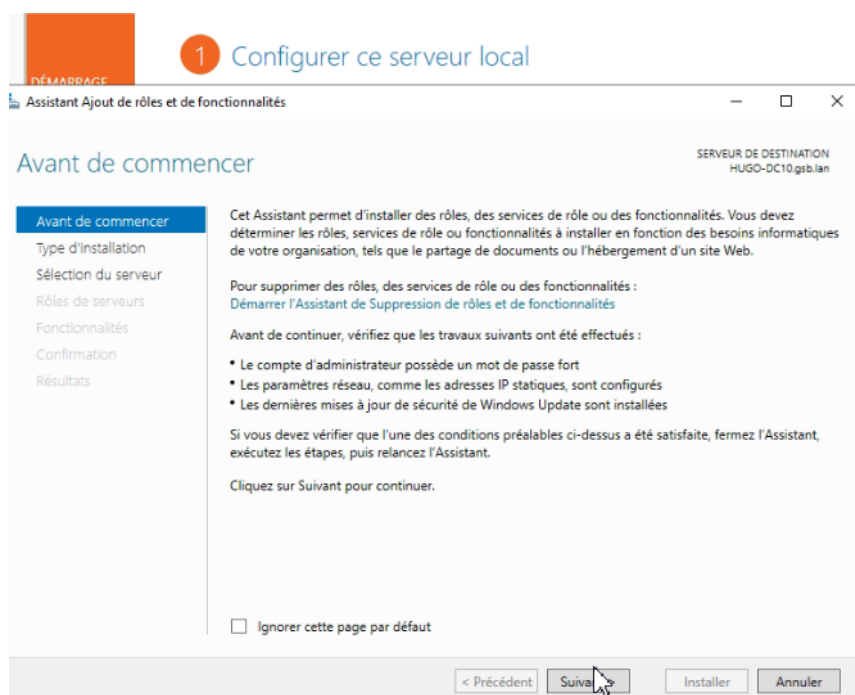 1 Configurer ce serveur local
DÉMARRAGE
Assistant Ajout de rôles et de fonctionnalités
Avant de commencer
SERVEUR DE DESTINATION
HUGO-DC10.gsb.lan
Avant de commencer
Type d'installation
Sélection du serveur
Rôles de serveurs
Fonctionnalités
Confirmation
Résultats
Cet Assistant permet d'installer des rôles, des services de rôle ou des fonctionnalités. Vous devez
déterminer les rôles, services de rôle ou fonctionnalités à installer en fonction des besoins informatiques
de votre organisation, tels que le partage de documents ou l'hébergement d'un site Web.
Pour supprimer des rôles, des services de rôle ou des fonctionnalités :
Démarrer l'Assistant de Suppression de rôles et de fonctionnalités
Avant de continuer, vérifiez que les travaux suivants ont été effectués :
• Le compte d'administrateur possède un mot de passe fort
• Les paramètres réseau, comme les adresses IP statiques, sont configurés
• Les dernières mises à jour de sécurité de Windows Update sont installées
Si vous devez vérifier que l'une des conditions préalables ci-dessus a été satisfaite, fermez l'Assistant,
exécutez les étapes, puis relancez l'Assistant.
Cliquez sur Suivant pour continuer.
Ignorer cette page par défaut
< Précédent
Suivant >
Installer
Annuler